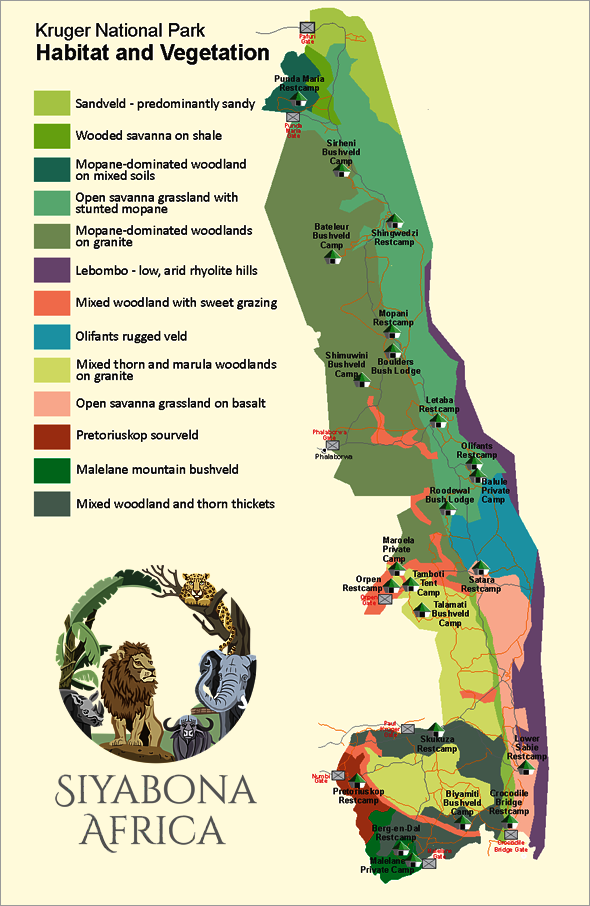 Kruger National Park
Habitat and Vegetation
Sandveld - predominantly sandy
Wooded savanna on shale
Mopane-dominated woodland
on mixed soils
Open savanna grassland with
stunted mopane
Mopane-dominated woodlands
on granite
Lebombo - low, arid rhyolite hills
Mixed woodland with sweet grazing
Olifants rugged veld
Mixed thorn and marula woodlands
on granite
Open savanna grassland on basalt
Pretoriuskop sourveld
Malelane mountain bushveld
Mixed woodland and thorn thickets
Pafuri
Gate
Punda Maria
Restcamp
Punda
Maria
Gate
Sirheni
Bushveld
Camp
Shingwedzi
Restcamp
Bateleur
Bushveld
Camp
Mopani
Restcamp
Boulders
Bush Lodge
Shimuwini
Bushveld
Camp
Letaba
Restcamp
Phalaborwa
Gate
Phalaborwa
Olifants
Restcamp
Balule
Private
Camp
Roodewal
Bush Lodge
Maroela
Private
Camp
Orpen
Restcamp
Orpen
Gate
Tamboti
Tent
Camp
Satara
Restcamp
Talamati
Bushveld
Camp
Paul
Kruger
Gate
Skukuza
Restcamp
Lower
Sabie
Restcamp
Numbi
Gate
Pretoriuskop
Restcamp
Biyamiti
Bushveld
Camp
Crocodile
Bridge
Restcamp
Crocodile
Bridge Gate
Berg-en-Dal
Restcamp
Malelane
Private Camp
Gate
SIYABONA
AFRICA